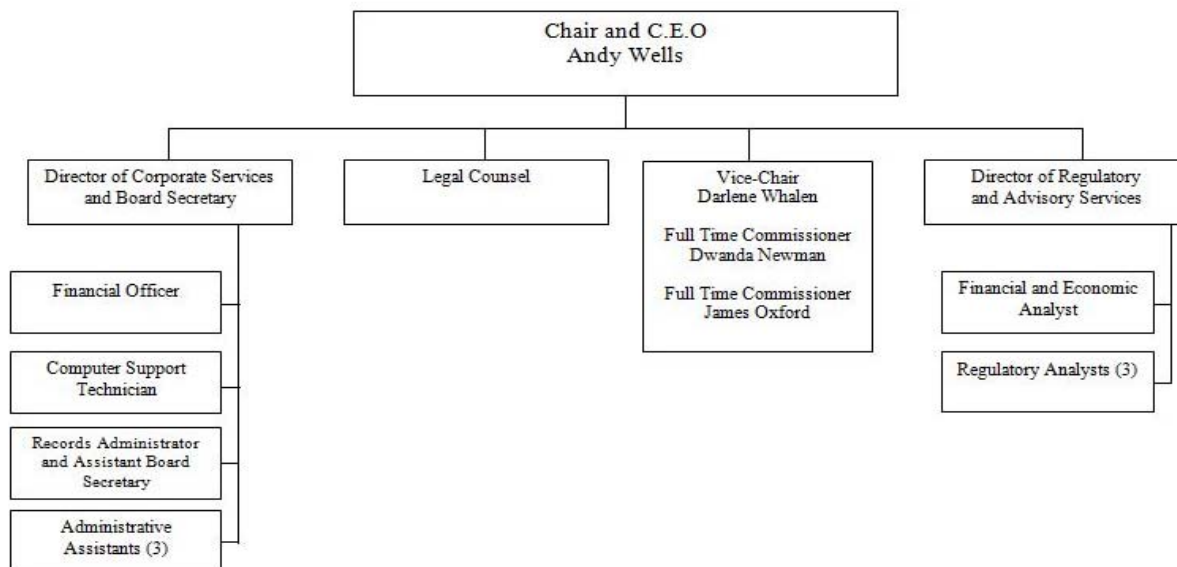 Chair and C.E.O
Andy Wells
Director of Corporate Services
and Board Secretary
Legal Counsel
Vice-Chair
Darlene Whalen
Full Time Commissioner
Dwanda Newman
Full Time Commissioner
James Oxford
Director of Regulatory
and Advisory Services
Financial Officer
Computer Support
Technician
Records Administrator
and Assistant Board
Secretary
Administrative
Assistants (3)
Financial and Economic
Analyst
Regulatory Analysts (3)